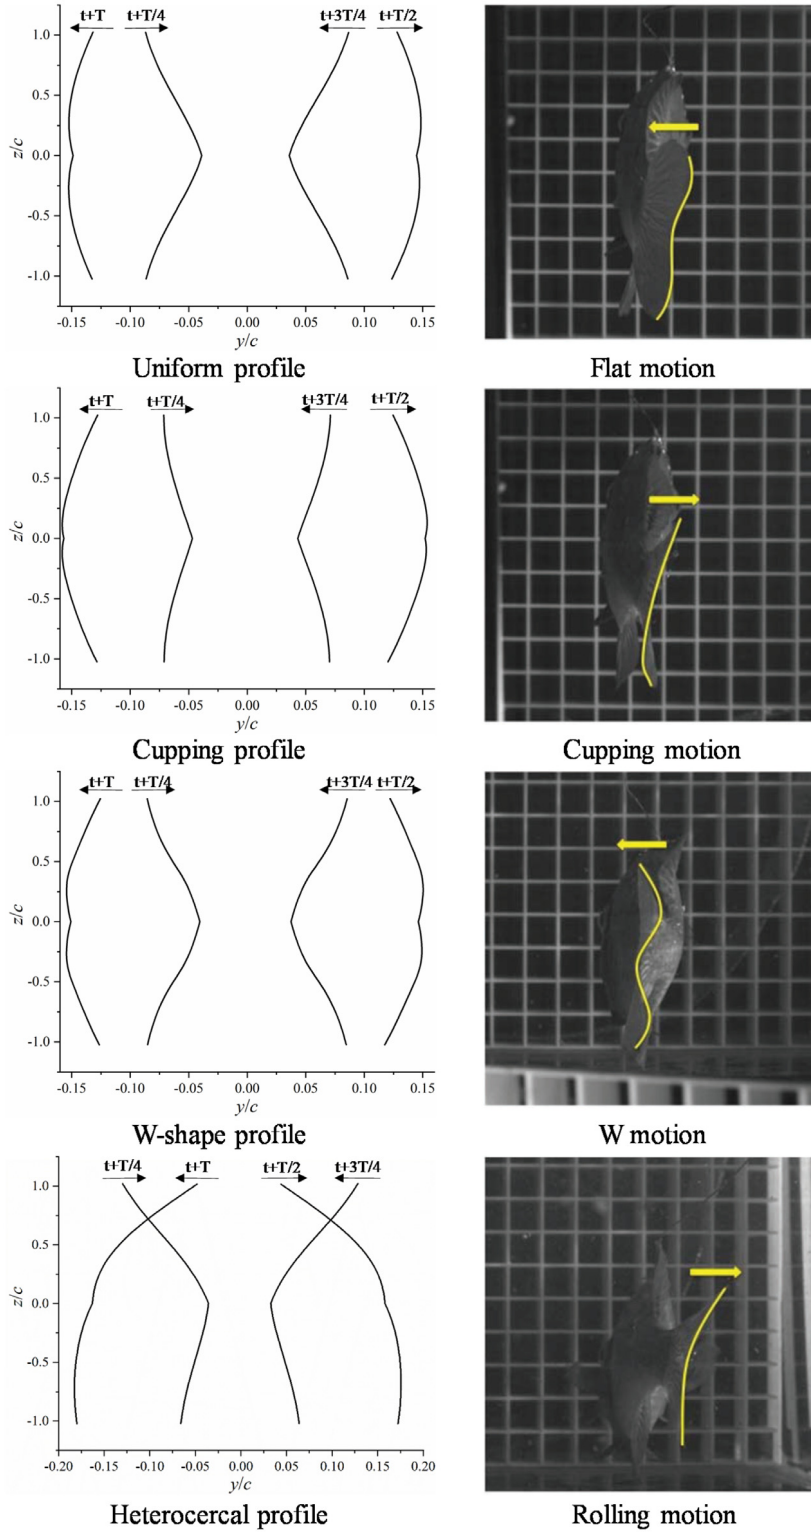 t+T t+T/4 t+3T/4 t+T/2
1.0
0.5
0.0
-0.5
-1.0
z/c
-0.15 -0.10 -0.05 0.00 0.05 0.10 0.15
y/c
Uniform profile
Flat motion
t+T t+T/4 t+3T/4 t+T/2
1.0
0.5
0.0
-0.5
-1.0
z/c
-0.15 -0.10 -0.05 0.00 0.05 0.10 0.15
y/c
Cupping profile
Cupping motion
t+T t+T/4 t+3T/4 t+T/2
1.0
0.5
0.0
-0.5
-1.0
z/c
-0.15 -0.10 -0.05 0.00 0.05 0.10 0.15
y/c
W-shape profile
W motion
t+T/4 t+T t+T/2 t+3T/4
1.0
0.5
0.0
-0.5
-1.0
z/c
-0.20 -0.15 -0.10 -0.05 0.00 0.05 0.10 0.15 0.20
y/c
Heterocercal profile
Rolling motion